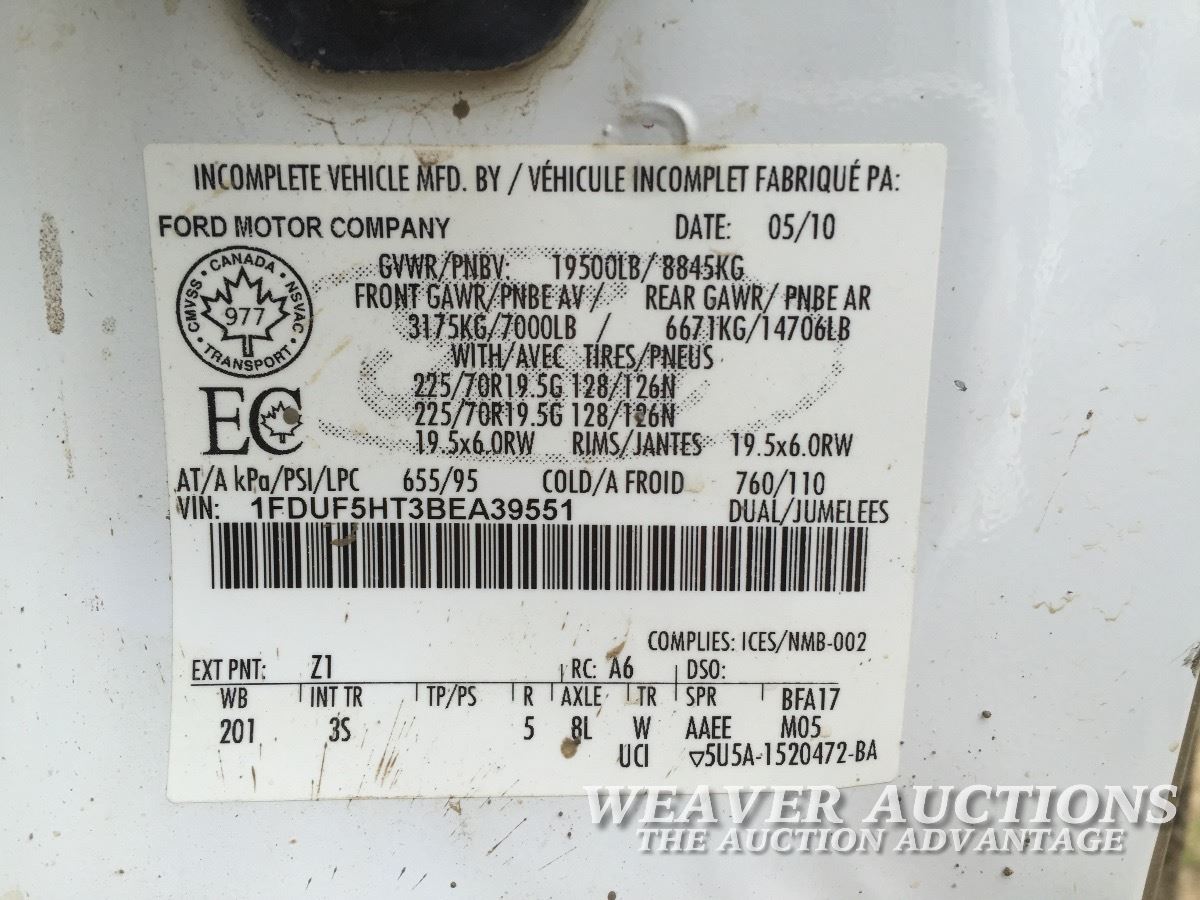 INCOMPLETE VEHICLE MFD. BY / VÉHICULE INCOMPLET FABRIQUÉ PA:
FORD MOTOR COMPANY DATE: 05/10
CMVSS · CANADA · NSVAC · TRANSPORT ·
977
GVWR/PNBV: 19500LB/ 8845KG
FRONT GAWR/PNBE AV / REAR GAWR/ PNBE AR
3175KG/7000LB / 6671KG/14706LB
WITH/AVEC TIRES/PNEUS
EC
225/70R19.5G 128/126N
225/70R19.5G 128/126N
19.5x6.0RW RIMS/JANTES 19.5x6.0RW
AT/A kPa/PSI/LPC 655/95 COLD/A FROID 760/110
VIN: 1FDUF5HT3BEA39551 DUAL/JUMELEES
COMPLIES: ICES/NMB-002
EXT PNT: Z1 RC: A6 DSO:
WB INT TR TP/PS R AXLE TR SPR BFA17
201 3S 5 8L W AAEE M05
UCI ▽5U5A-1520472-BA
WEAVER AUCTIONS
THE AUCTION ADVANTAGE